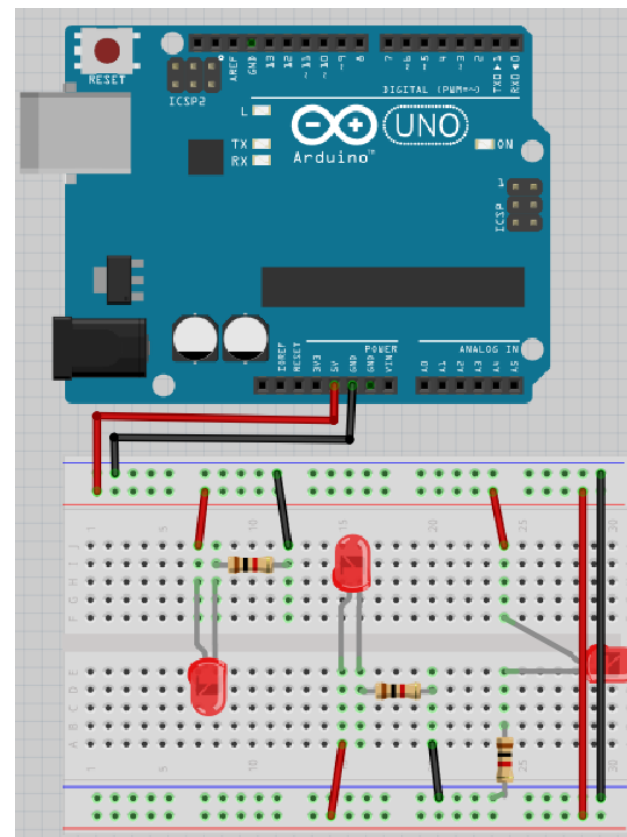 RESET
ICSP2
AREF
GND
13
12
~11
~10
~9
8
7
~6
~5
4
~3
2
TX0▶1
RX0◀0
DIGITAL (PWM=~)
L
TX
RX
UNO
Arduino™
ON
1
ICSP
POWER
ANALOG IN
IOREF
RESET
3V3
5V
GND
GND
VIN
A0
A1
A2
A3
A4
A5
1
5
10
15
20
25
30
J
I
H
G
F
E
D
C
B
A
1
5
10
15
20
25
30